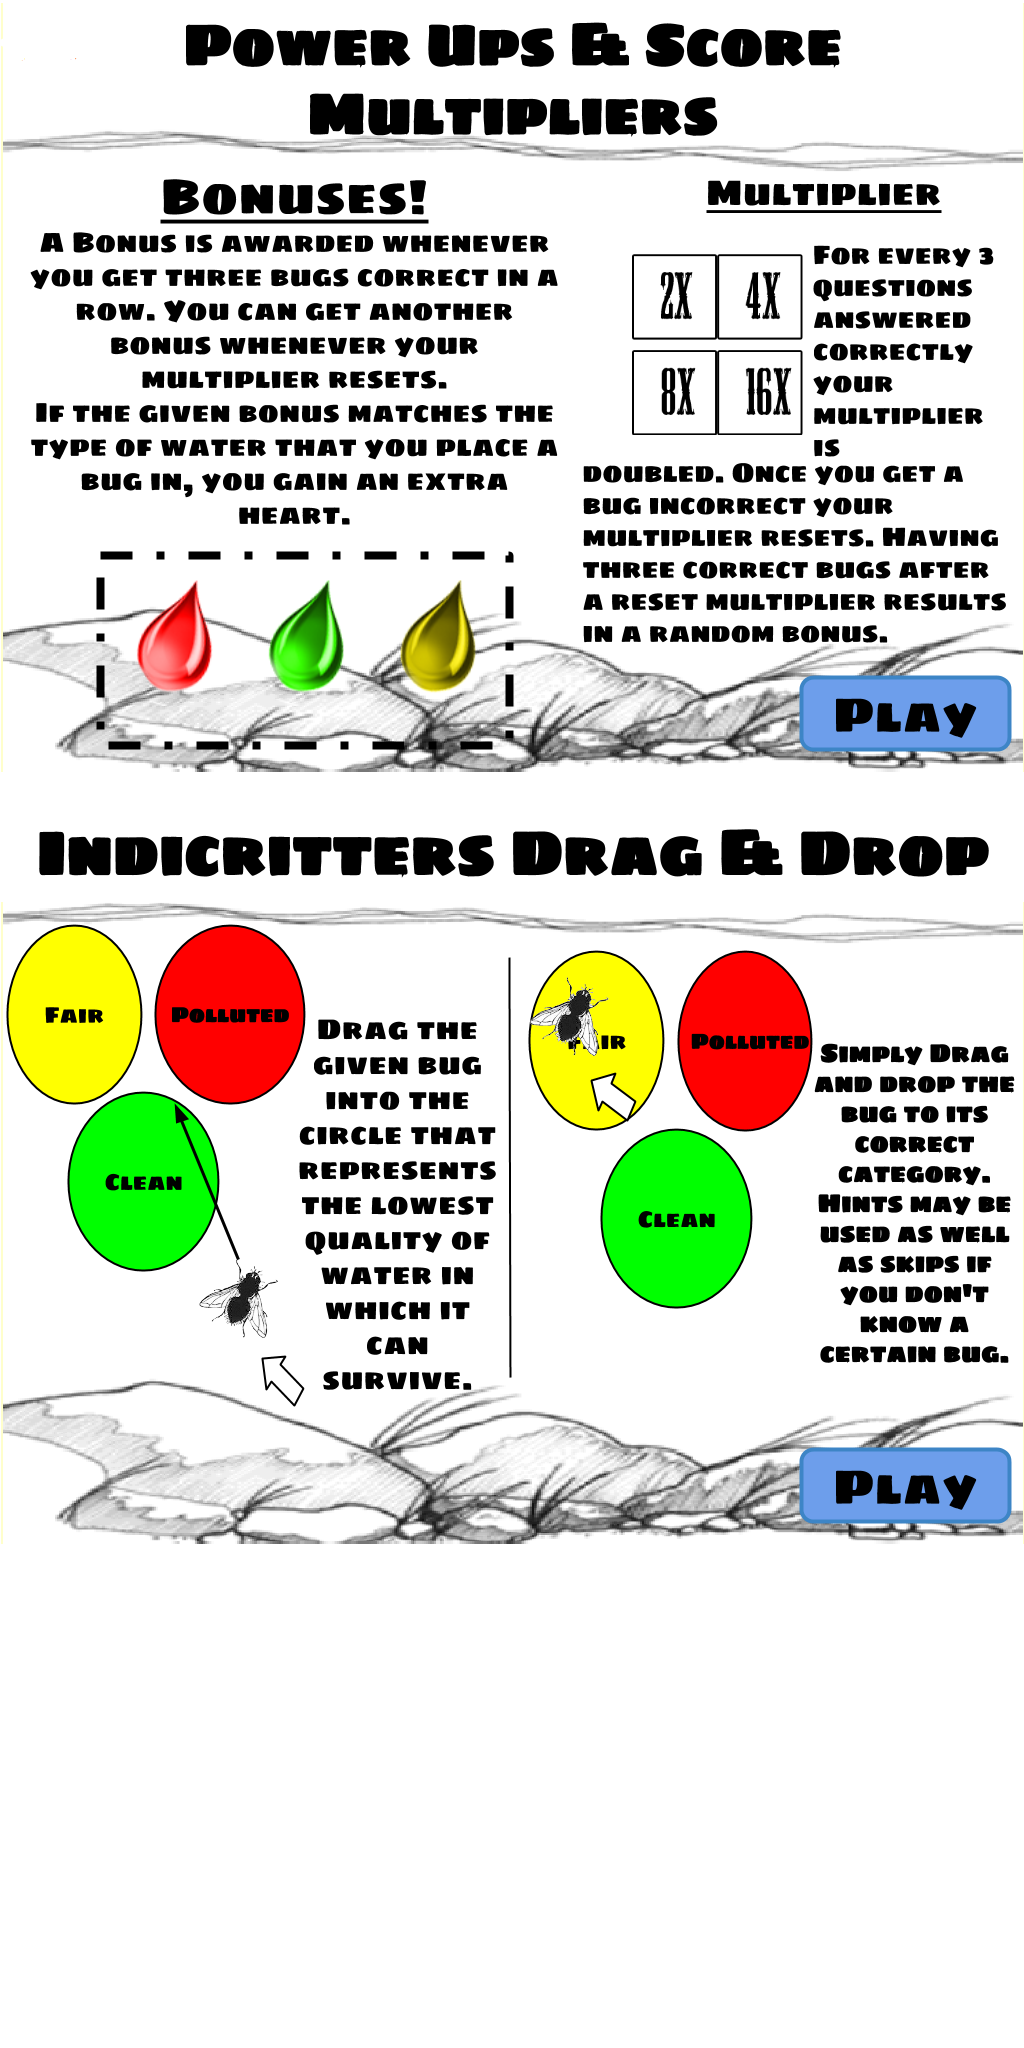 Power Ups & Score
Multipliers
Bonuses!
A Bonus is awarded whenever
you get three bugs correct in a
row. You can get another
bonus whenever your
multiplier resets.
If the given bonus matches the
type of water that you place a
bug in, you gain an extra
heart.
Multiplier
2X 4X
8X 16X
For every 3
questions
answered
correctly
your
multiplier
is
doubled. Once you get a
bug incorrect your
multiplier resets. Having
three correct bugs after
a reset multiplier results
in a random bonus.
Play
Indicritters Drag & Drop
Fair
Polluted
Clean
Drag the
given bug
into the
circle that
represents
the lowest
quality of
water in
which it
can
survive.
Fair
Polluted
Clean
Simply Drag
and drop the
bug to its
correct
category.
Hints may be
used as well
as skips if
you don't
know a
certain bug.
Play